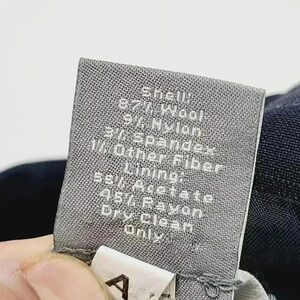 Shell:
87% Wool
9% Nylon
3% Spandex
1% Other Fiber
Lining:
55% Acetate
45% Rayon
Dry Clean
Only
A